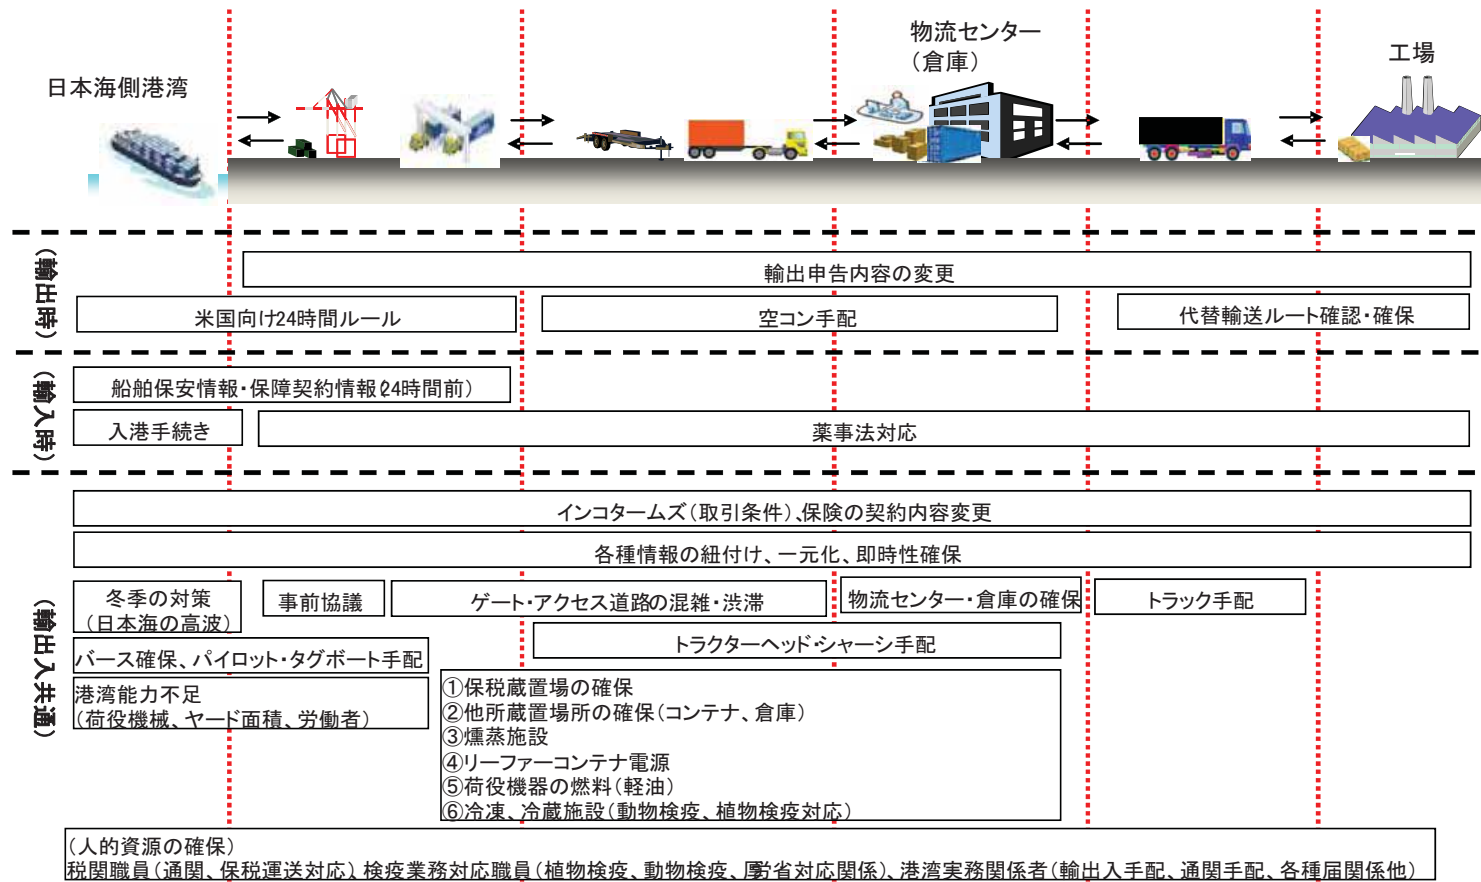 物流センター
(倉庫)
工場
日本海側港湾
(輸出時)
輸出申告内容の変更
米国向け24時間ルール
空コン手配
代替輸送ルート確認・確保
(輸入時)
船舶保安情報・保障契約情報(24時間前)
入港手続き
薬事法対応
(輸出入共通)
インコタームズ(取引条件)、保険の契約内容変更
各種情報の紐付け、一元化、即時性確保
冬季の対策
(日本海の高波)
事前協議
ゲート・アクセス道路の混雑・渋滞
物流センター・倉庫の確保
トラック手配
トラクターヘッド・シャーシ手配
バース確保、パイロット・タグボート手配
港湾能力不足
(荷役機械、ヤード面積、労働者)
①保税蔵置場の確保
②他所蔵置場所の確保(コンテナ、倉庫)
③燻蒸施設
④リーファーコンテナ電源
⑤荷役機器の燃料(軽油)
⑥冷凍、冷蔵施設(動物検疫、植物検疫対応)
(人的資源の確保)
税関職員(通関、保税運送対応)、検疫業務対応職員(植物検疫、動物検疫、厚労省対応関係)、港湾実務関係者(輸出入手配、通関手配、各種届関係他)